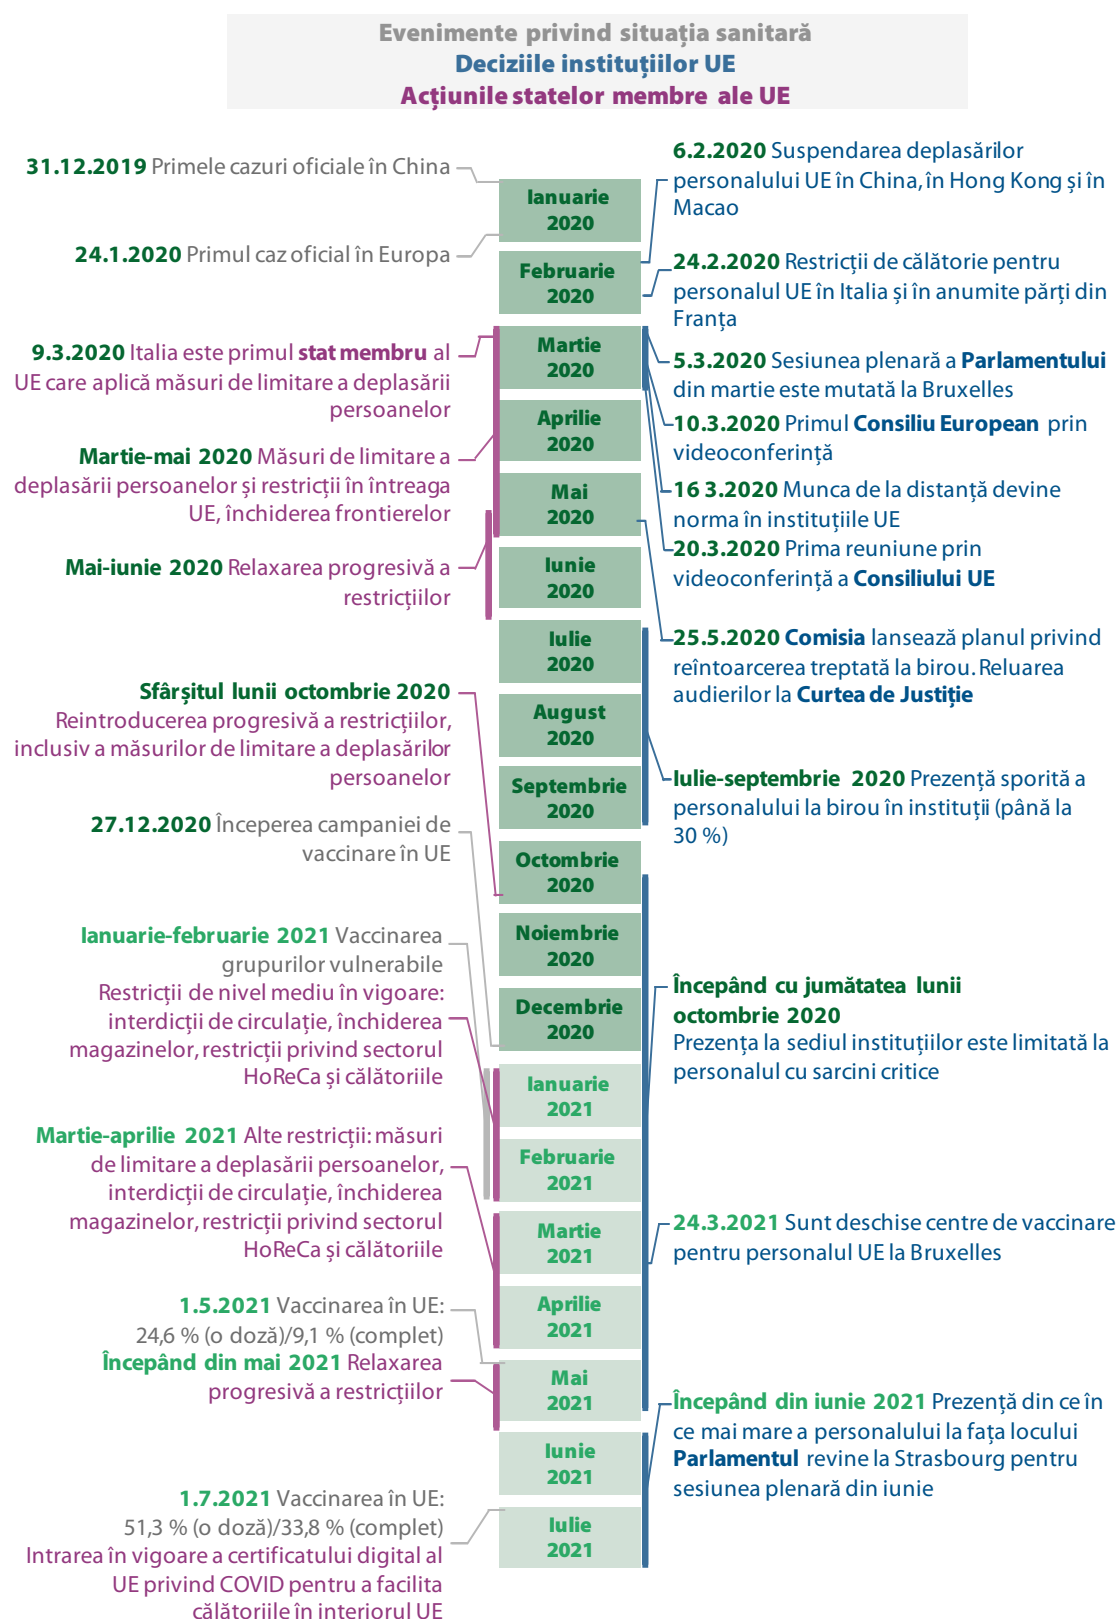 Evenimente privind situația sanitară
Deciziile instituțiilor UE
Acțiunile statelor membre ale UE
31.12.2019 Primele cazuri oficiale în China
24.1.2020 Primul caz oficial în Europa
9.3.2020 Italia este primul stat membru al
UE care aplică măsuri de limitare a deplasării
persoanelor
Martie-mai 2020 Măsuri de limitare a
deplasării persoanelor și restricții în întreaga
UE, închiderea frontierelor
Mai-iunie 2020 Relaxarea progresivă a
restricțiilor
Sfârșitul lunii octombrie 2020
Reintroducerea progresivă a restricțiilor,
inclusiv a măsurilor de limitare a deplasărilor
persoanelor
27.12.2020 Începerea campaniei de
vaccinare în UE
Ianuarie-februarie 2021 Vaccinarea
grupurilor vulnerabile
Restricții de nivel mediu în vigoare:
interdicții de circulație, închiderea
magazinelor, restricții privind sectorul
HoReCa și călătoriile
Martie-aprilie 2021 Alte restricții: măsuri
de limitare a deplasării persoanelor,
interdicții de circulație, închiderea
magazinelor, restricții privind sectorul
HoReCa și călătoriile
1.5.2021 Vaccinarea în UE:
24,6 % (o doză)/9,1 % (complet)
Începând din mai 2021 Relaxarea
progresivă a restricțiilor
1.7.2021 Vaccinarea în UE:
51,3 % (o doză)/33,8 % (complet)
Intrarea în vigoare a certificatului digital al
UE privind COVID pentru a facilita
călătoriile în interiorul UE
Ianuarie
2020
Februarie
2020
Martie
2020
Aprilie
2020
Mai
2020
Iunie
2020
Iulie
2020
August
2020
Septembrie
2020
Octombrie
2020
Noiembrie
2020
Decembrie
2020
Ianuarie
2021
Februarie
2021
Martie
2021
Aprilie
2021
Mai
2021
Iunie
2021
Iulie
2021
6.2.2020 Suspendarea deplasărilor
personalului UE în China, în Hong Kong și în
Macao
24.2.2020 Restricții de călătorie pentru
personalul UE în Italia și în anumite părți din
Franța
5.3.2020 Sesiunea plenară a Parlamentului
din martie este mutată la Bruxelles
10.3.2020 Primul Consiliu European prin
videoconferință
16 3.2020 Munca de la distanță devine
norma în instituțiile UE
20.3.2020 Prima reuniune prin
videoconferință a Consiliului UE
25.5.2020 Comisia lansează planul privind
reîntoarcerea treptată la birou. Reluarea
audierilor la Curtea de Justiție
Iulie-septembrie 2020 Prezență sporită a
personalului la birou în instituții (până la
30 %)
Începând cu jumătatea lunii
octombrie 2020
Prezența la sediul instituțiilor este limitată la
personalul cu sarcini critice
24.3.2021 Sunt deschise centre de vaccinare
pentru personalul UE la Bruxelles
Începând din iunie 2021 Prezență din ce în
ce mai mare a personalului la fața locului
Parlamentul revine la Strasbourg pentru
sesiunea plenară din iunie